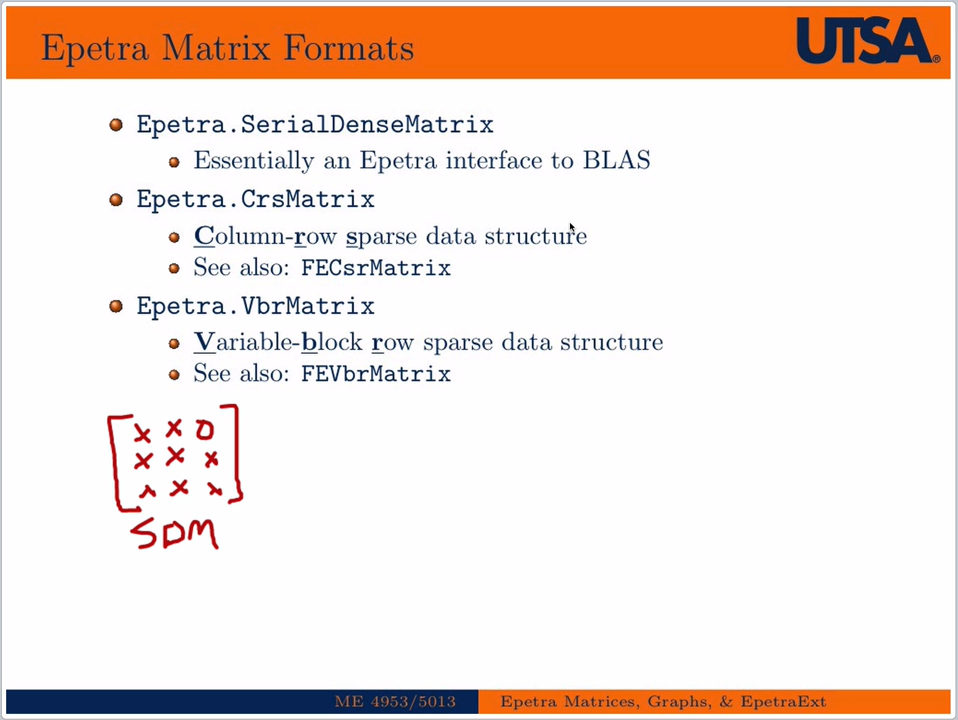 Epetra Matrix Formats
UTSA®
Epetra.SerialDenseMatrix
Essentially an Epetra interface to BLAS
Epetra.CrsMatrix
Column-row sparse data structure
See also: FECsrMatrix
Epetra.VbrMatrix
Variable-block row sparse data structure
See also: FEVbrMatrix
x x 0
x x x
x x x
SDM
ME 4953/5013
Epetra Matrices, Graphs, & EpetraExt